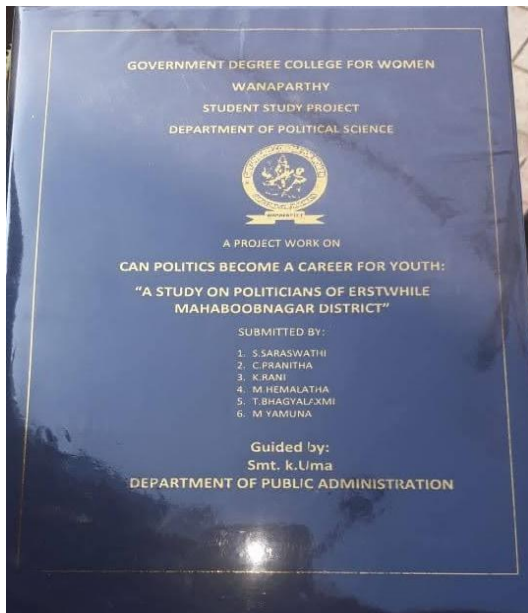 GOVERNMENT DEGREE COLLEGE FOR WOMEN
WANAPARTHY
STUDENT STUDY PROJECT
DEPARTMENT OF POLITICAL SCIENCE
A PROJECT WORK ON
CAN POLITICS BECOME A CAREER FOR YOUTH:
"A STUDY ON POLITICIANS OF ERSTWHILE
MAHABOOBNAGAR DISTRICT"
SUBMITTED BY:
1. S.SARASWATHI
2. C.PRANITHA
3. K.RANI
4. M.HEMALATHA
5. T.BHAGYALAXMI
6. M YAMUNA
Guided by:
Smt. k.Uma
DEPARTMENT OF PUBLIC ADMINISTRATION